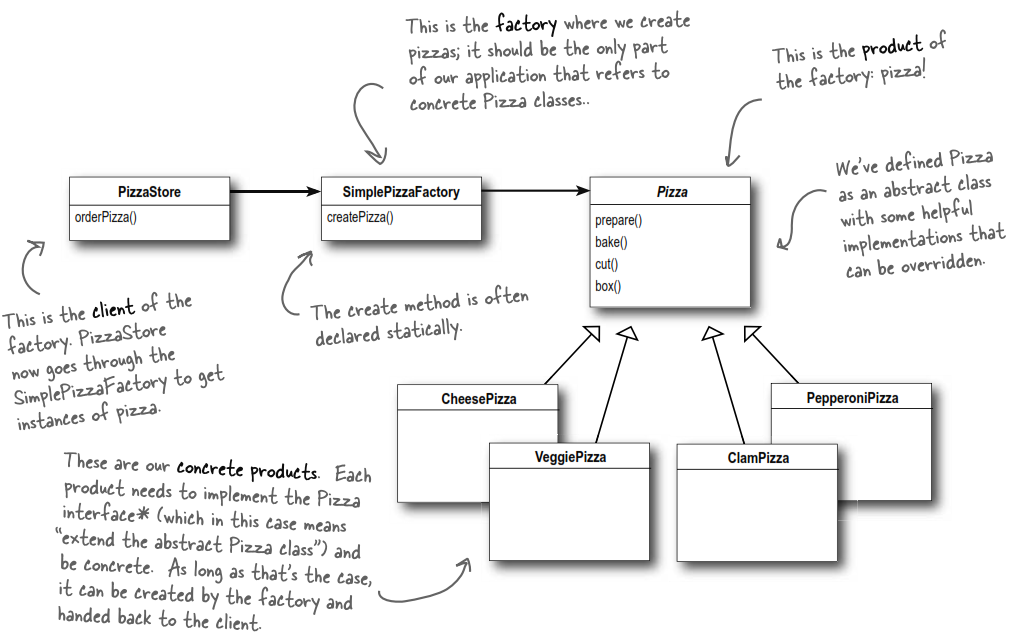 This is the factory where we create
pizzas; it should be the only part
of our application that refers to
concrete Pizza classes..
This is the product of
the factory: pizza!
We've defined Pizza
as an abstract class
with some helpful
implementations that
can be overridden.
PizzaStore
orderPizza()
SimplePizzaFactory
createPizza()
Pizza
prepare()
bake()
cut()
box()
This is the client of the
factory. PizzaStore
now goes through the
SimplePizzaFactory to get
instances of pizza.
The create method is often
declared statically.
CheesePizza
VeggiePizza
ClamPizza
PepperoniPizza
These are our concrete products. Each
product needs to implement the Pizza
interface* (which in this case means
“extend the abstract Pizza class”) and
be concrete. As long as that's the case,
it can be created by the factory and
handed back to the client.